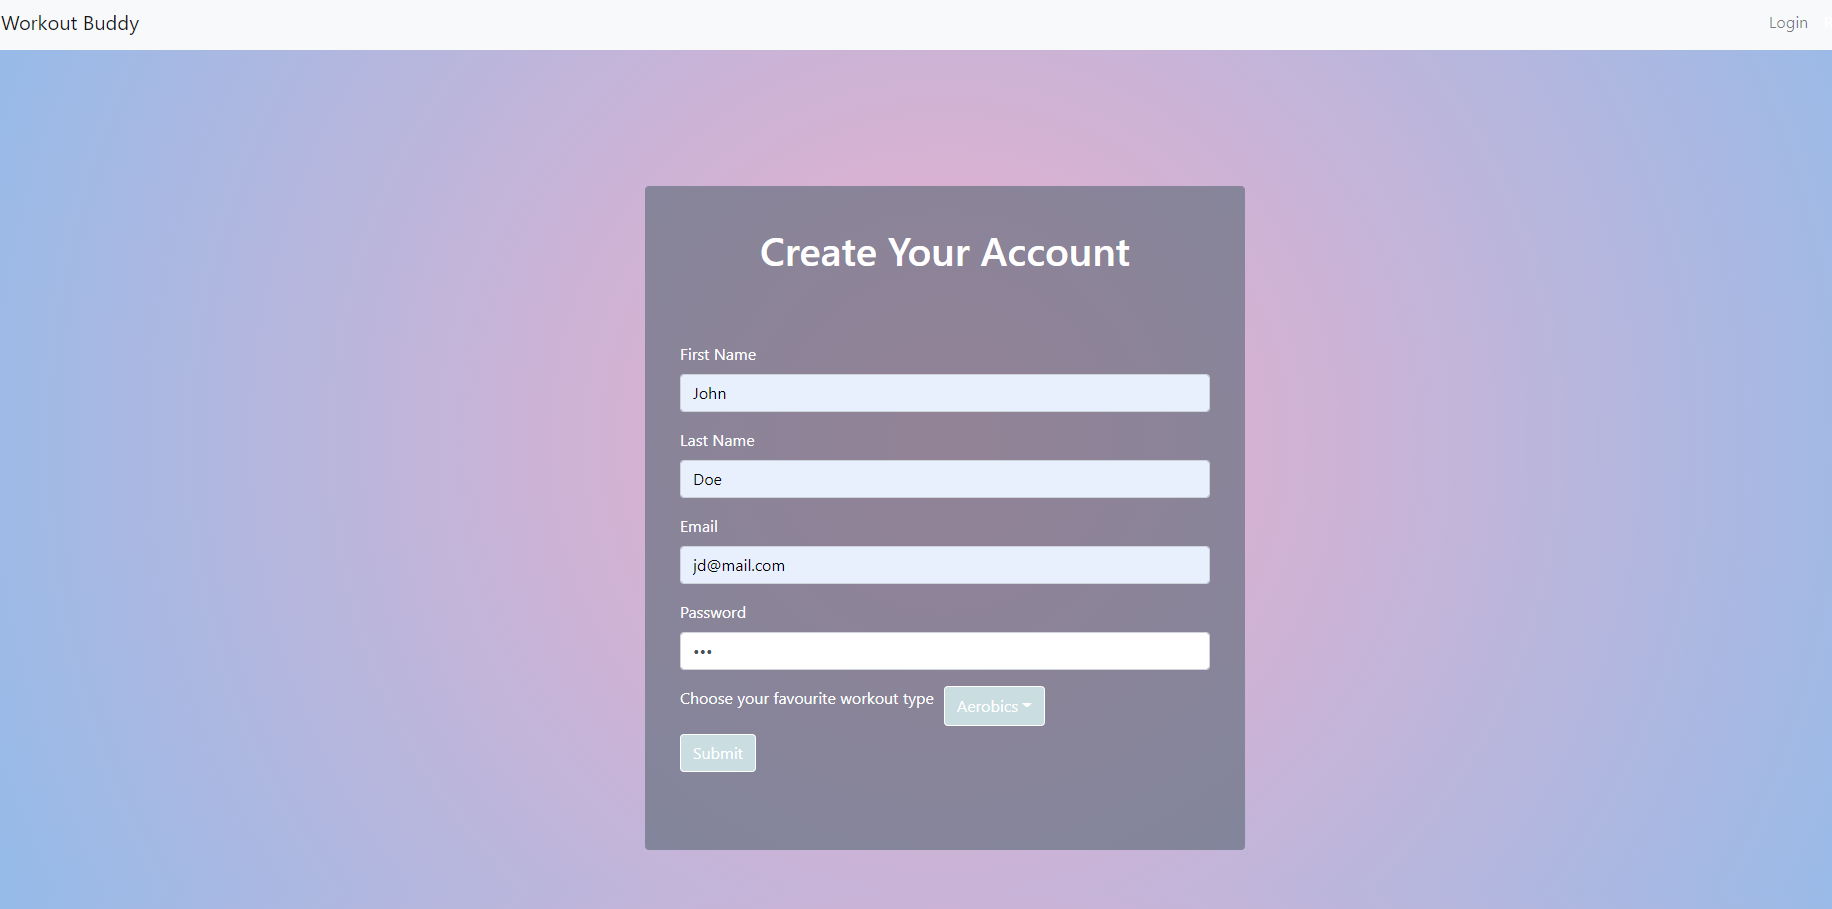 Workout Buddy
Login
Create Your Account
First Name
John
Last Name
Doe
Email
jd@mail.com
Password
•••
Choose your favourite workout type
Aerobics
Submit